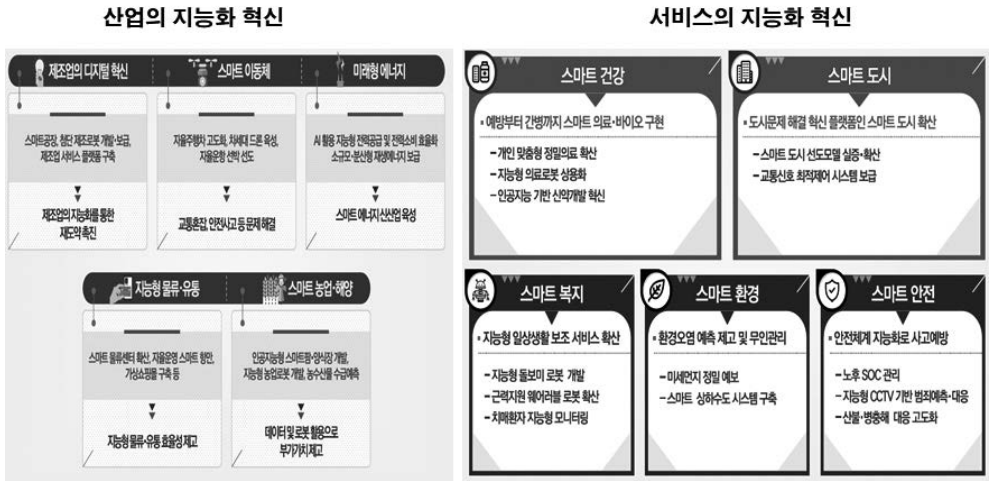 산업의 지능화 혁신
제조업의 디지털 혁신
스마트공장, 첨단 제조로봇 개발·보급,
제조업 서비스 플랫폼 구축
제조업의 지능화를 통한
재도약 촉진
스마트 이동체
자율주행차 고도화, 차세대 드론 육성,
자율운항 선박 선도
교통혼잡, 안전사고 등 문제 해결
미래형 에너지
AI 활용 지능형 전력공급 및 전력소비 효율화
소규모·분산형 재생에너지 보급
스마트 에너지 신산업 육성
지능형 물류·유통
스마트 물류센터 확산, 자율운영 스마트 항만,
가상쇼핑몰 구축 등
지능형 물류·유통 효율성 제고
스마트 농업·해양
인공지능형 스마트팜·양식장 개발,
지능형 농업로봇 개발, 농수산물 수급예측
데이터 및 로봇 활용으로
부가가치 제고
서비스의 지능화 혁신
스마트 건강
• 예방부터 간병까지 스마트 의료·바이오 구현
– 개인 맞춤형 정밀의료 확산
– 지능형 의료로봇 상용화
– 인공지능 기반 신약개발 혁신
스마트 도시
• 도시문제 해결 혁신 플랫폼인 스마트 도시 확산
– 스마트 도시 선도모델 실증·확산
– 교통신호 최적제어 시스템 보급
스마트 복지
• 지능형 일상생활 보조 서비스 확산
– 지능형 돌보미 로봇 개발
– 근력지원 웨어러블 로봇 확산
– 치매환자 지능형 모니터링
스마트 환경
• 환경오염 예측 제고 및 무인관리
– 미세먼지 정밀 예보
– 스마트 상하수도 시스템 구축
스마트 안전
• 안전체계 지능화로 사고예방
– 노후 SOC 관리
– 지능형 CCTV 기반 범죄예측·대응
– 산불·병충해 대응 고도화